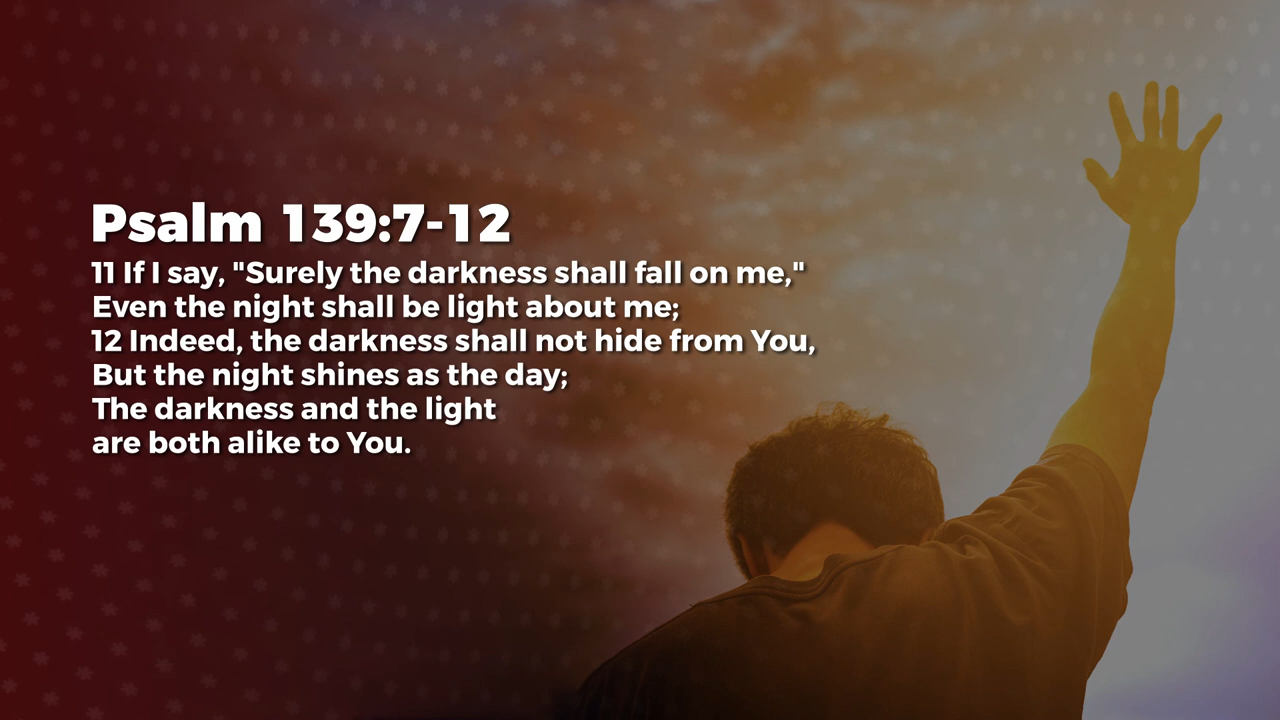 Psalm 139:7-12
11 If I say, "Surely the darkness shall fall on me,"
Even the night shall be light about me;
12 Indeed, the darkness shall not hide from You,
But the night shines as the day;
The darkness and the light
are both alike to You.